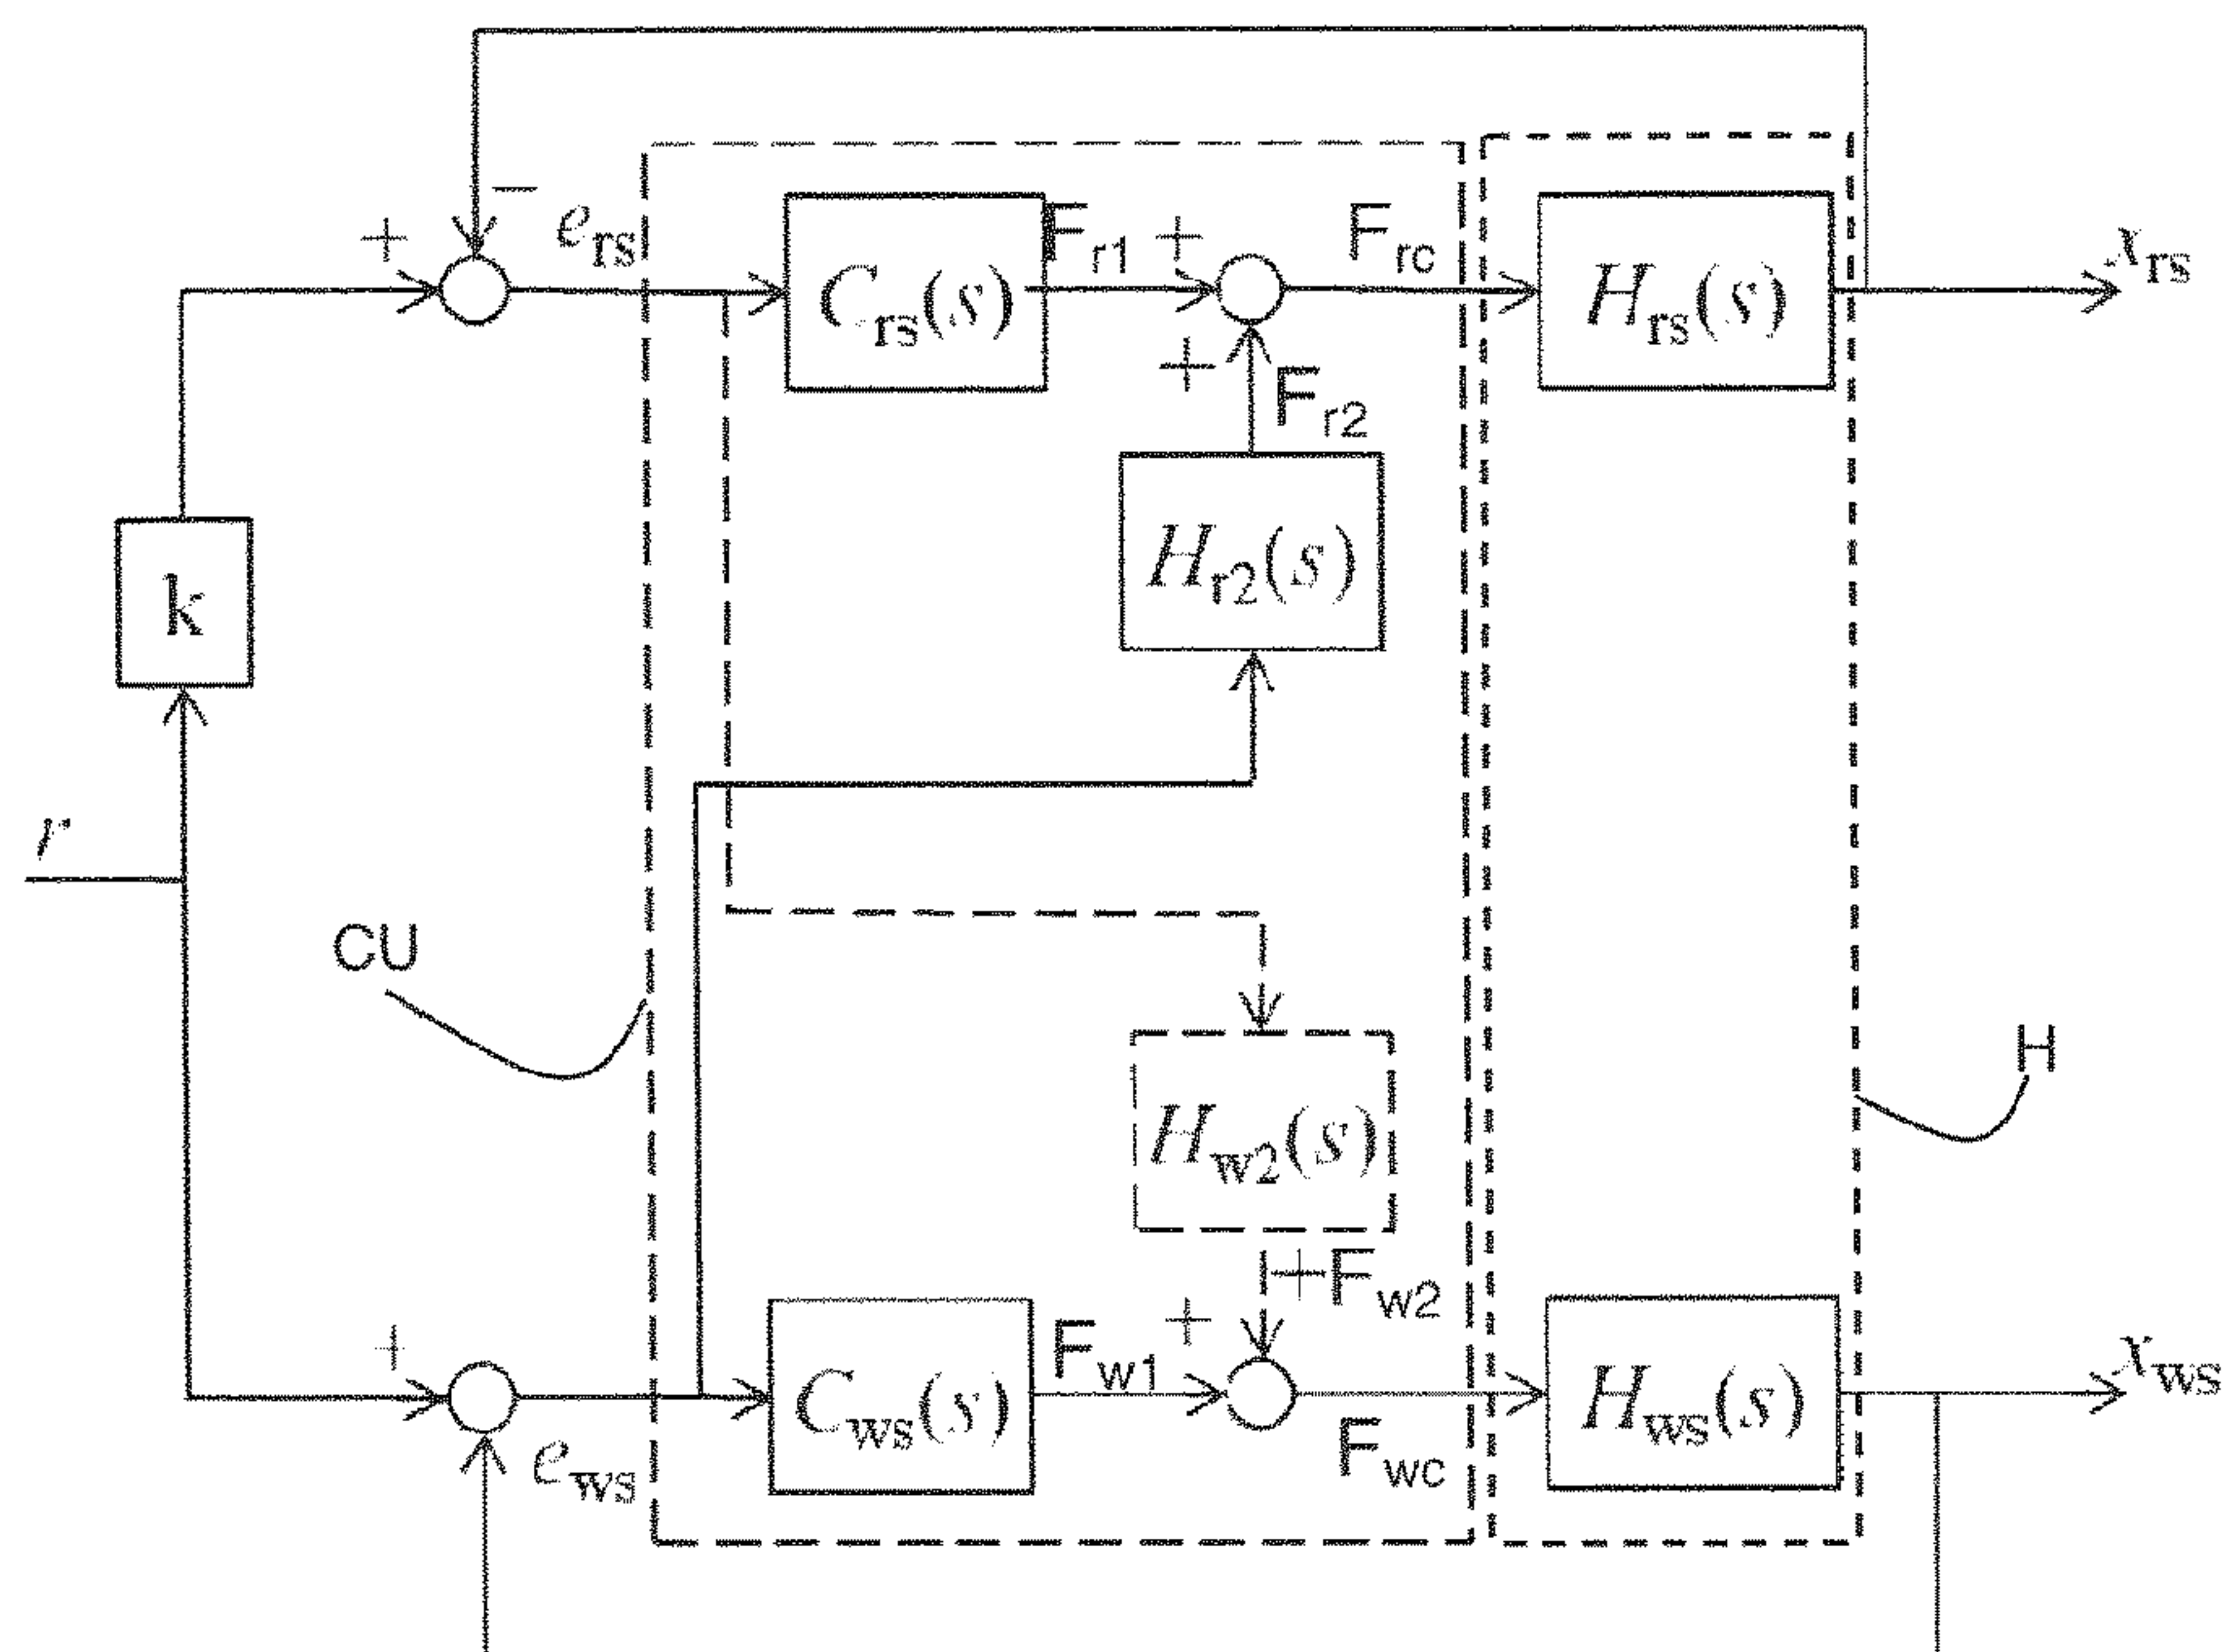 −
+
e_rs
C_rs(s)
F_r1
+
F_rc
H_rs(s)
x_rs
+
F_r2
H_r2(s)
k
r
CU
H
H_w2(s)
+
F_w2
+
+
e_ws
C_ws(s)
F_w1
F_wc
H_ws(s)
x_ws